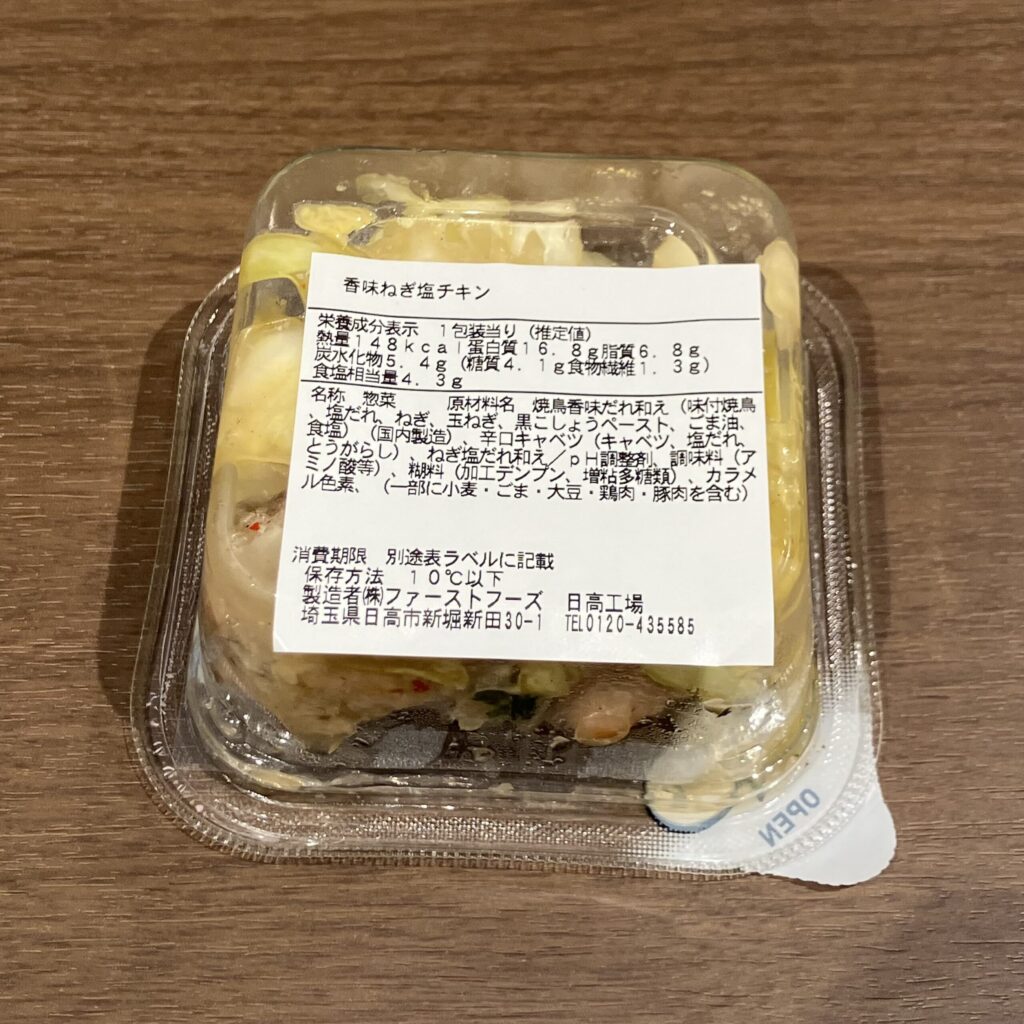 香味ねぎ塩チキン
栄養成分表示　1包装当り（推定値）
熱量148kcal蛋白質16.8g脂質6.8g
炭水化物5.4g（糖質4.1g食物繊維1.3g）
食塩相当量4.3g
名称　惣菜　　原材料名　焼鳥香味だれ和え（味付焼鳥
、塩だれ、ねぎ、玉ねぎ、黒こしょうペースト、ごま油、
食塩）（国内製造）、辛口キャベツ（キャベツ、塩だれ、
とうがらし）、ねぎ塩だれ和え／pH調整剤、調味料（ア
ミノ酸等）、糊料（加工デンプン、増粘多糖類）、カラメ
ル色素、（一部に小麦・ごま・大豆・鶏肉・豚肉を含む）
消費期限　別途表ラベルに記載
保存方法　10℃以下
製造者㈱ファーストフーズ　日高工場
埼玉県日高市新堀新田30-1　TEL0120-435585
OPEN